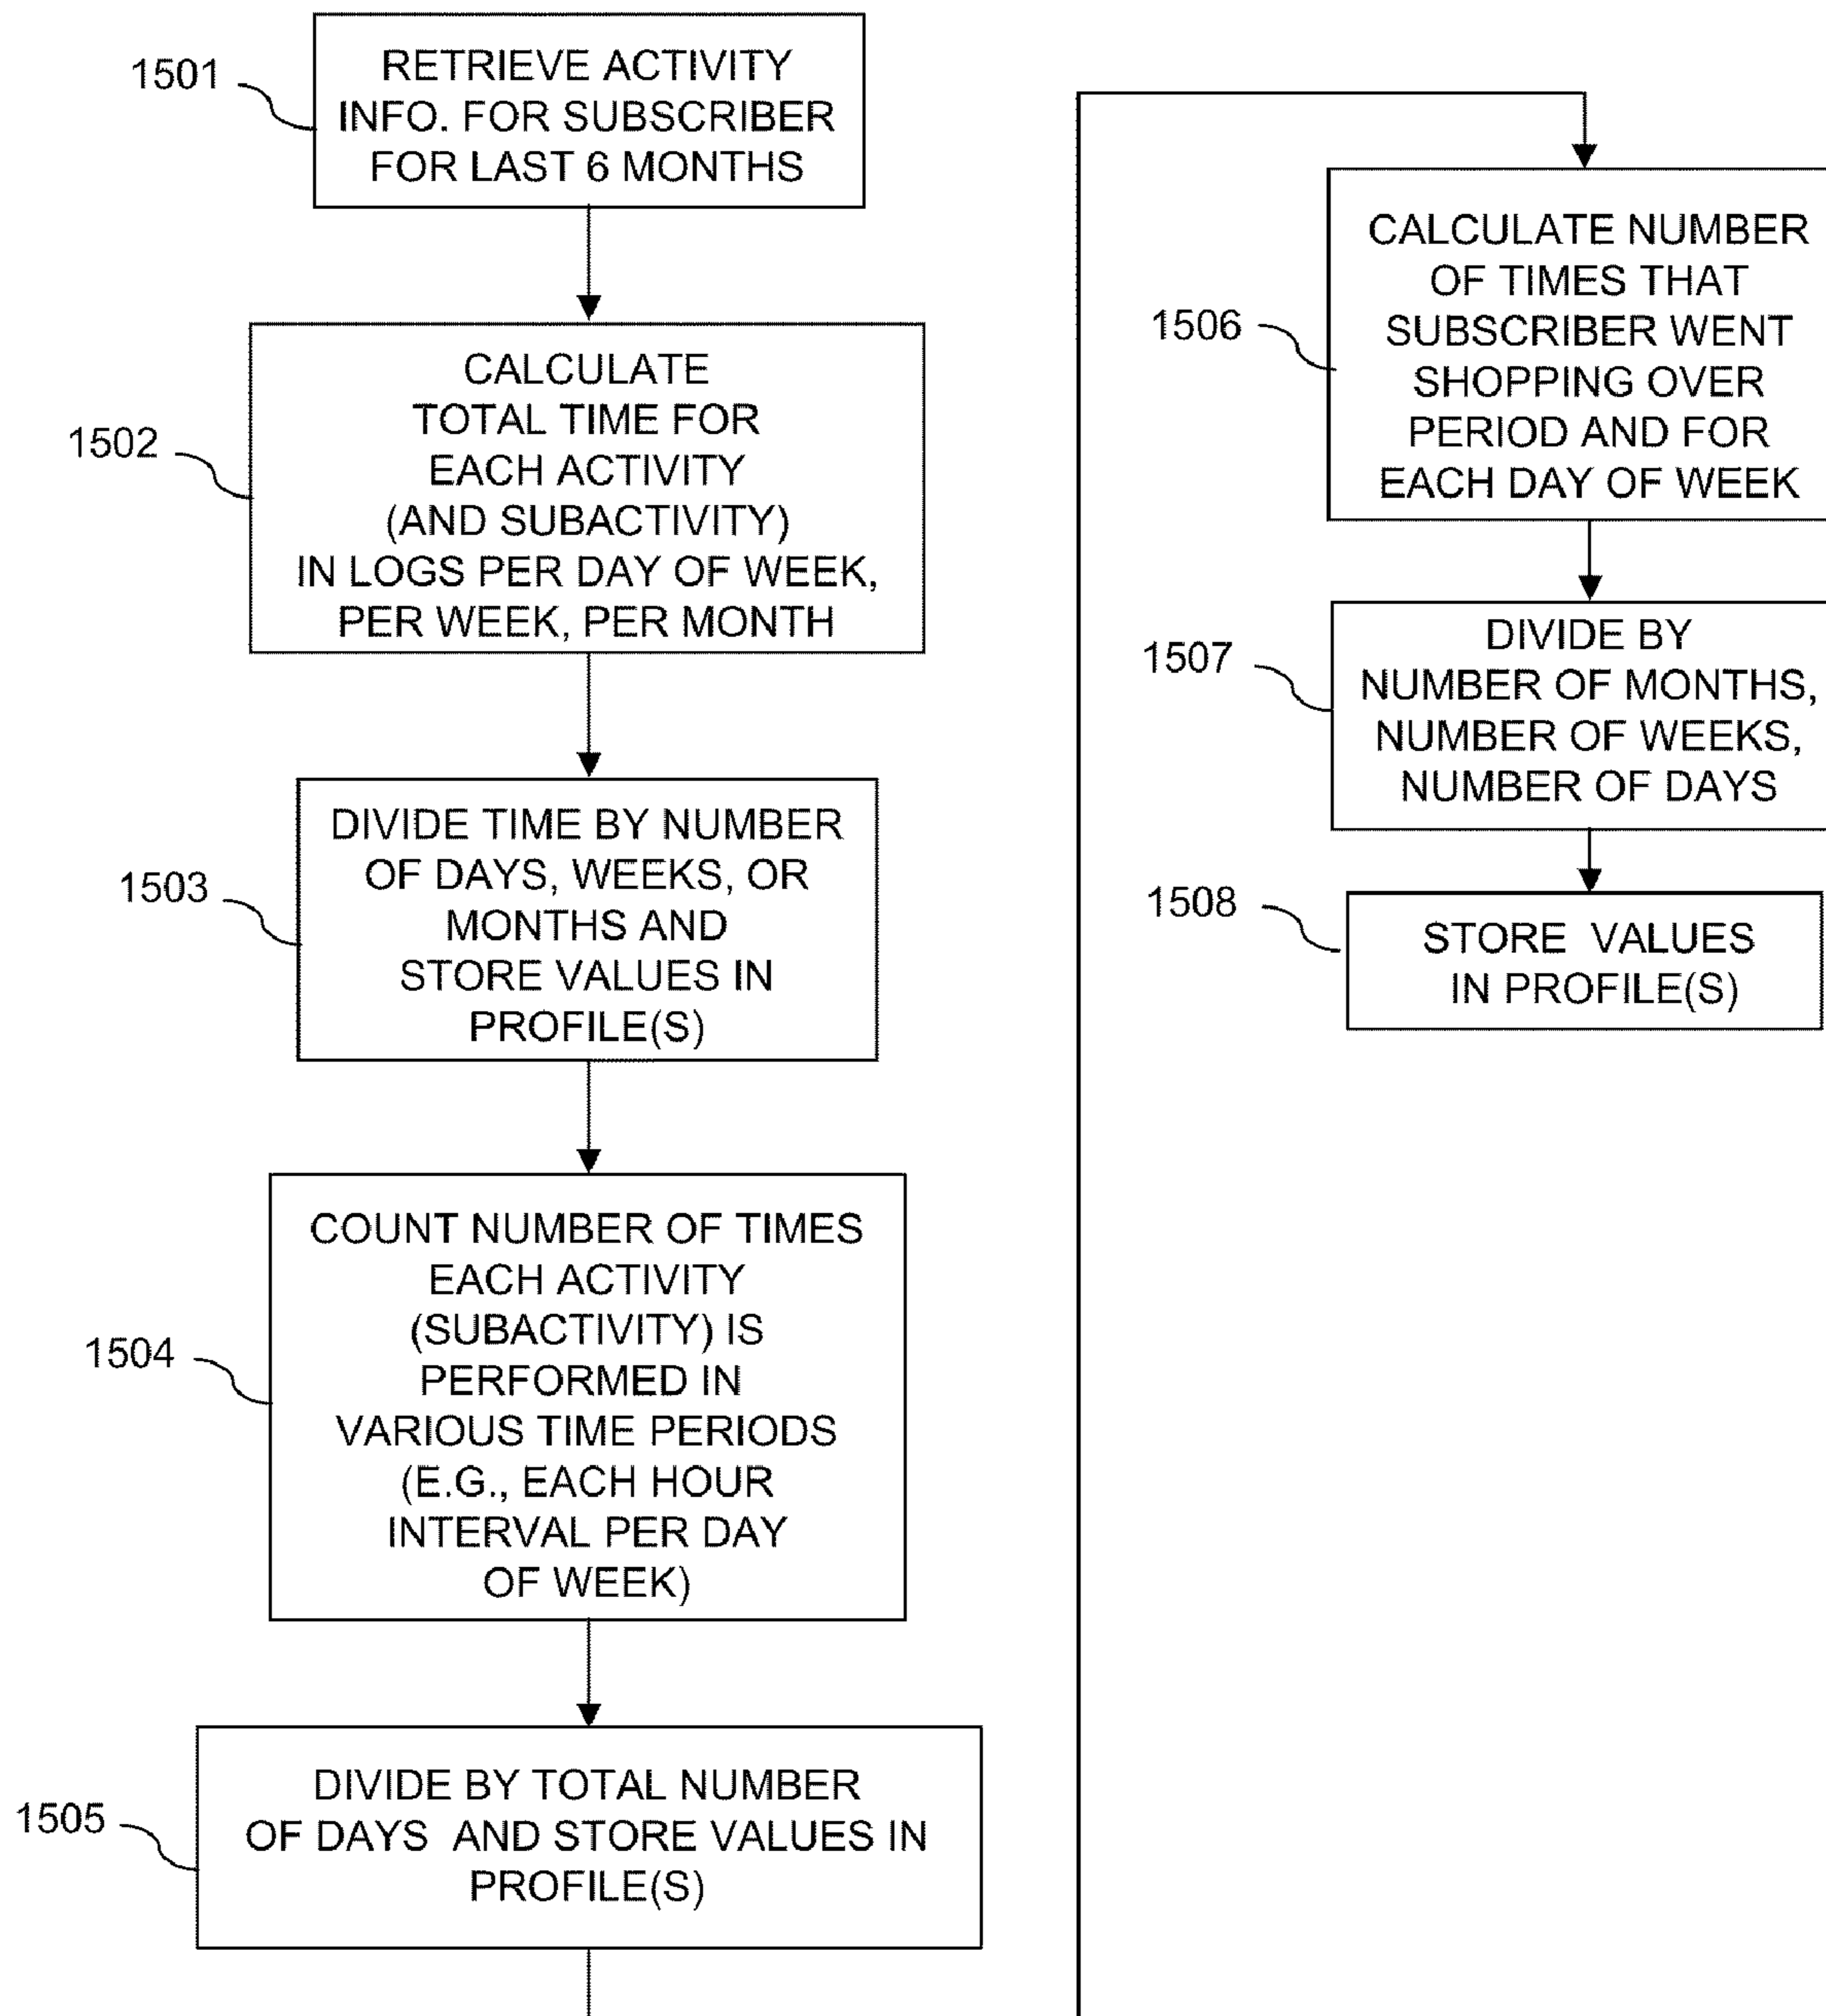 1501
RETRIEVE ACTIVITY
INFO. FOR SUBSCRIBER
FOR LAST 6 MONTHS
1502
CALCULATE
TOTAL TIME FOR
EACH ACTIVITY
(AND SUBACTIVITY)
IN LOGS PER DAY OF WEEK,
PER WEEK, PER MONTH
1503
DIVIDE TIME BY NUMBER
OF DAYS, WEEKS, OR
MONTHS AND
STORE VALUES IN
PROFILE(S)
1504
COUNT NUMBER OF TIMES
EACH ACTIVITY
(SUBACTIVITY) IS
PERFORMED IN
VARIOUS TIME PERIODS
(E.G., EACH HOUR
INTERVAL PER DAY
OF WEEK)
1505
DIVIDE BY TOTAL NUMBER
OF DAYS AND STORE VALUES IN
PROFILE(S)
1506
CALCULATE NUMBER
OF TIMES THAT
SUBSCRIBER WENT
SHOPPING OVER
PERIOD AND FOR
EACH DAY OF WEEK
1507
DIVIDE BY
NUMBER OF MONTHS,
NUMBER OF WEEKS,
NUMBER OF DAYS
1508
STORE VALUES
IN PROFILE(S)